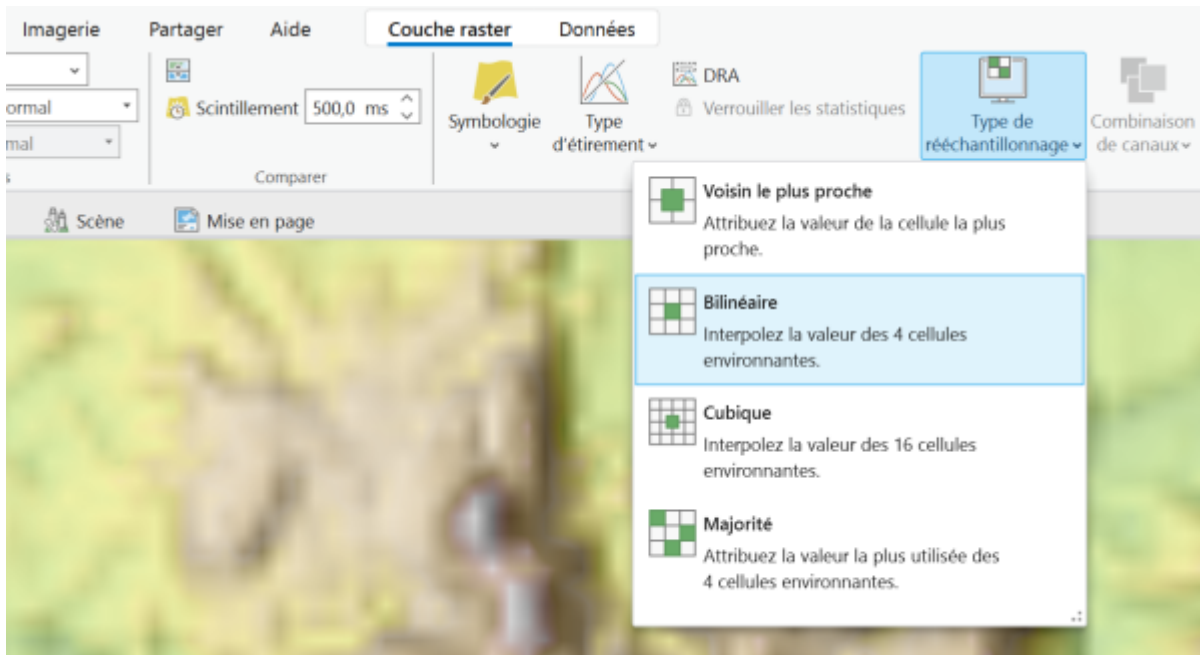 Imagerie Partager Aide Couche raster Données
ormal
mal
Scintillement 500,0 ms
Comparer
Symbologie
Type
d'étirement
DRA
Verrouiller les statistiques
Type de
rééchantillonnage
Combinaison
de canaux
Scène Mise en page
Voisin le plus proche
Attribuez la valeur de la cellule la plus
proche.
Bilinéaire
Interpolez la valeur des 4 cellules
environnantes.
Cubique
Interpolez la valeur des 16 cellules
environnantes.
Majorité
Attribuez la valeur la plus utilisée des
4 cellules environnantes.